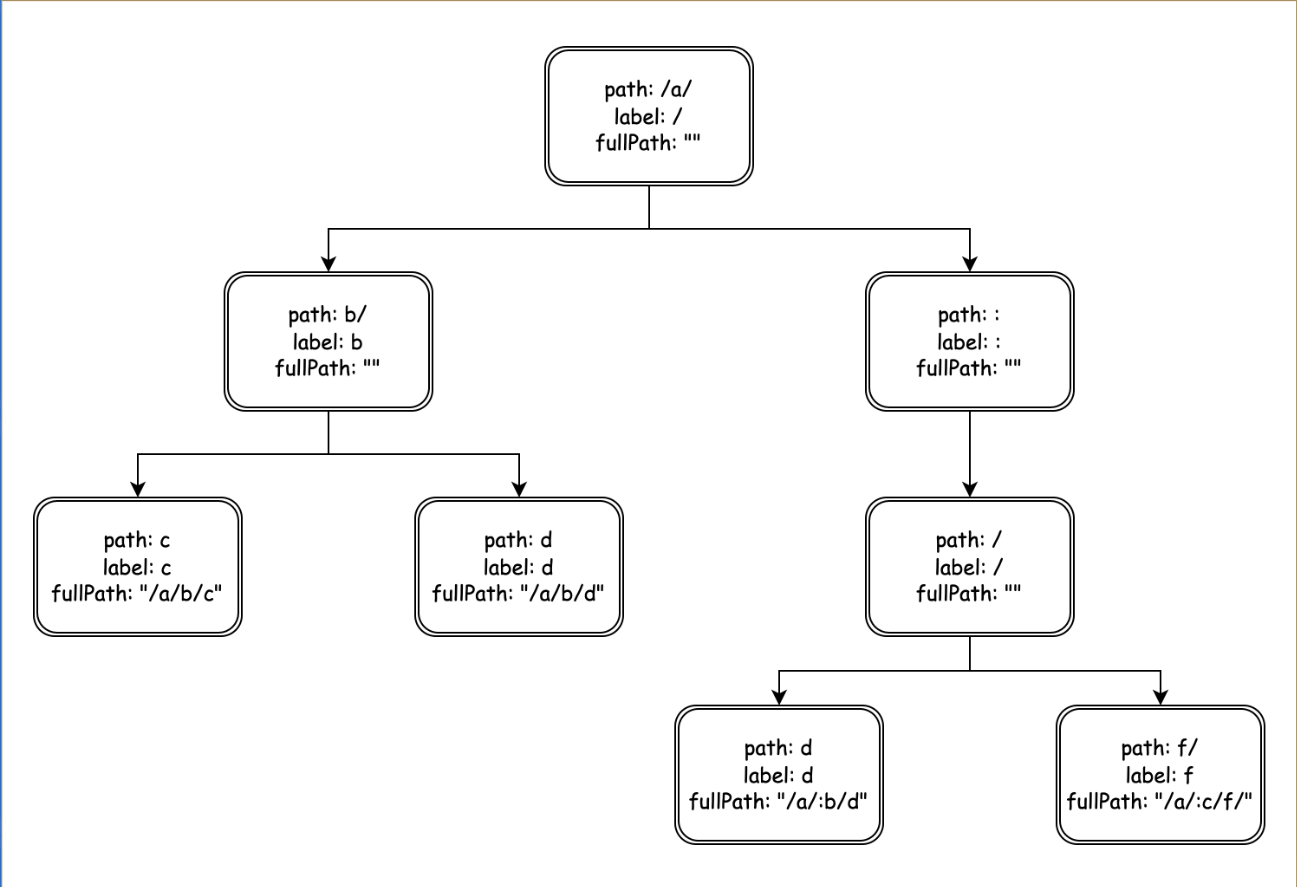 path: /a/
label: /
fullPath: ""
path: b/
label: b
fullPath: ""
path: :
label: :
fullPath: ""
path: c
label: c
fullPath: "/a/b/c"
path: d
label: d
fullPath: "/a/b/d"
path: /
label: /
fullPath: ""
path: d
label: d
fullPath: "/a/:b/d"
path: f/
label: f
fullPath: "/a/:c/f/"